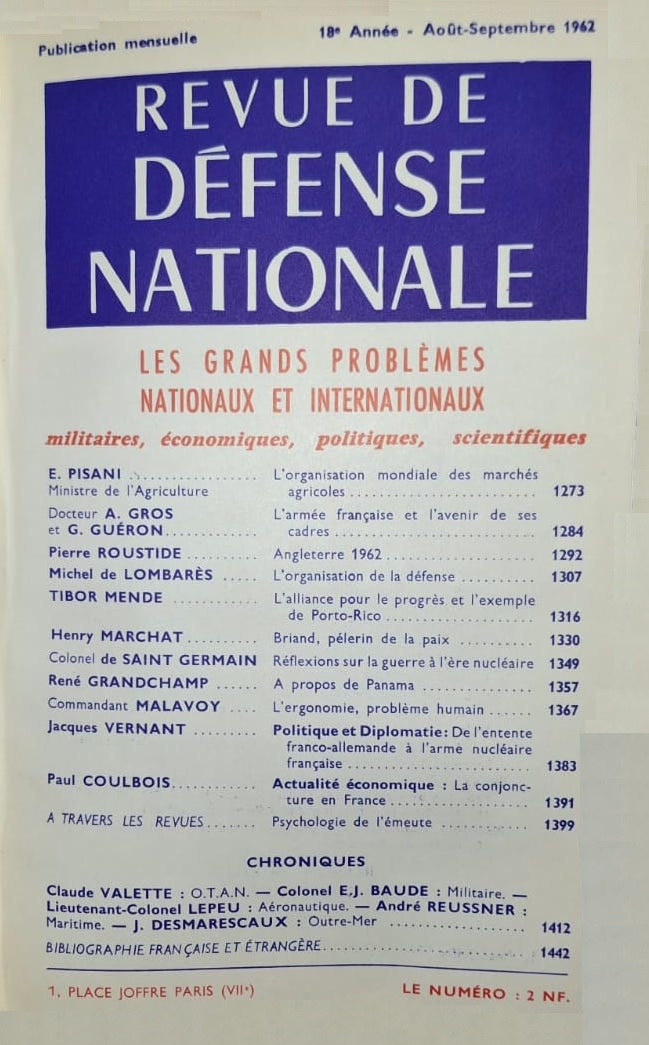 Publication mensuelle
18e Année - Août-Septembre 1962
REVUE DE
DÉFENSE
NATIONALE
LES GRANDS PROBLÈMES
NATIONAUX ET INTERNATIONAUX
militaires, économiques, politiques, scientifiques
E. PISANI ................ L'organisation mondiale des marchés
Ministre de l'Agriculture agricoles .......................... 1273
Docteur A. GROS L'armée française et l'avenir de ses
et G. GUÉRON............ cadres ............................ 1284
Pierre ROUSTIDE .......... Angleterre 1962 .................... 1292
Michel de LOMBARÈS ..... L'organisation de la défense .......... 1307
TIBOR MENDE ............ L'alliance pour le progrès et l'exemple
de Porto-Rico ..................... 1316
Henry MARCHAT .......... Briand, pélerin de la paix .......... 1330
Colonel de SAINT GERMAIN Réflexions sur la guerre à l'ère nucléaire 1349
René GRANDCHAMP ...... A propos de Panama ............... 1357
Commandant MALAVOY .... L'ergonomie, problème humain ...... 1367
Jacques VERNANT ......... Politique et Diplomatie : De l'entente
franco-allemande à l'arme nucléaire
française .......................... 1383
Paul COULBOIS............ Actualité économique : La conjonc-
ture en France .................... 1391
A TRAVERS LES REVUES....... Psychologie de l'émeute ............ 1399
CHRONIQUES
Claude VALETTE : O.T.A.N. — Colonel E.J. BAUDE : Militaire. —
Lieutenant-Colonel LEPEU : Aéronautique. — André REUSSNER :
Maritime. — J. DESMARESCAUX : Outre-Mer .................... 1412
BIBLIOGRAPHIE FRANÇAISE ET ÉTRANGÈRE.......................... 1442
1, PLACE JOFFRE PARIS (VIIe) LE NUMÉRO : 2 NF.